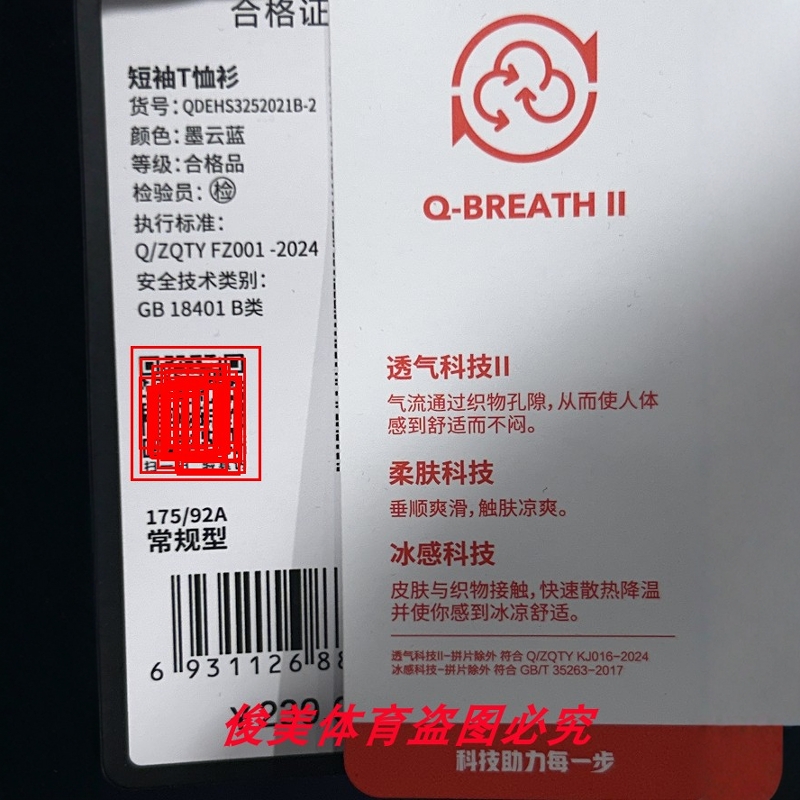 合格证
短袖T恤衫
货号：QDEHS3252021B-2
颜色：墨云蓝
等级：合格品
检验员：检
执行标准：
Q/ZQTY FZ001 -2024
安全技术类别：
GB 18401 B类
175/92A
常规型
6 931126 8
Q-BREATH II
透气科技II
气流通过织物孔隙，从而使人体
感到舒适而不闷。
柔肤科技
垂顺爽滑，触肤凉爽。
冰感科技
皮肤与织物接触，快速散热降温
并使你感到冰凉舒适。
透气科技II-拼片除外 符合 Q/ZQTY KJ016-2024
冰感科技-拼片除外 符合 GB/T 35263-2017
俊美体育盗图必究
科技助力每一步